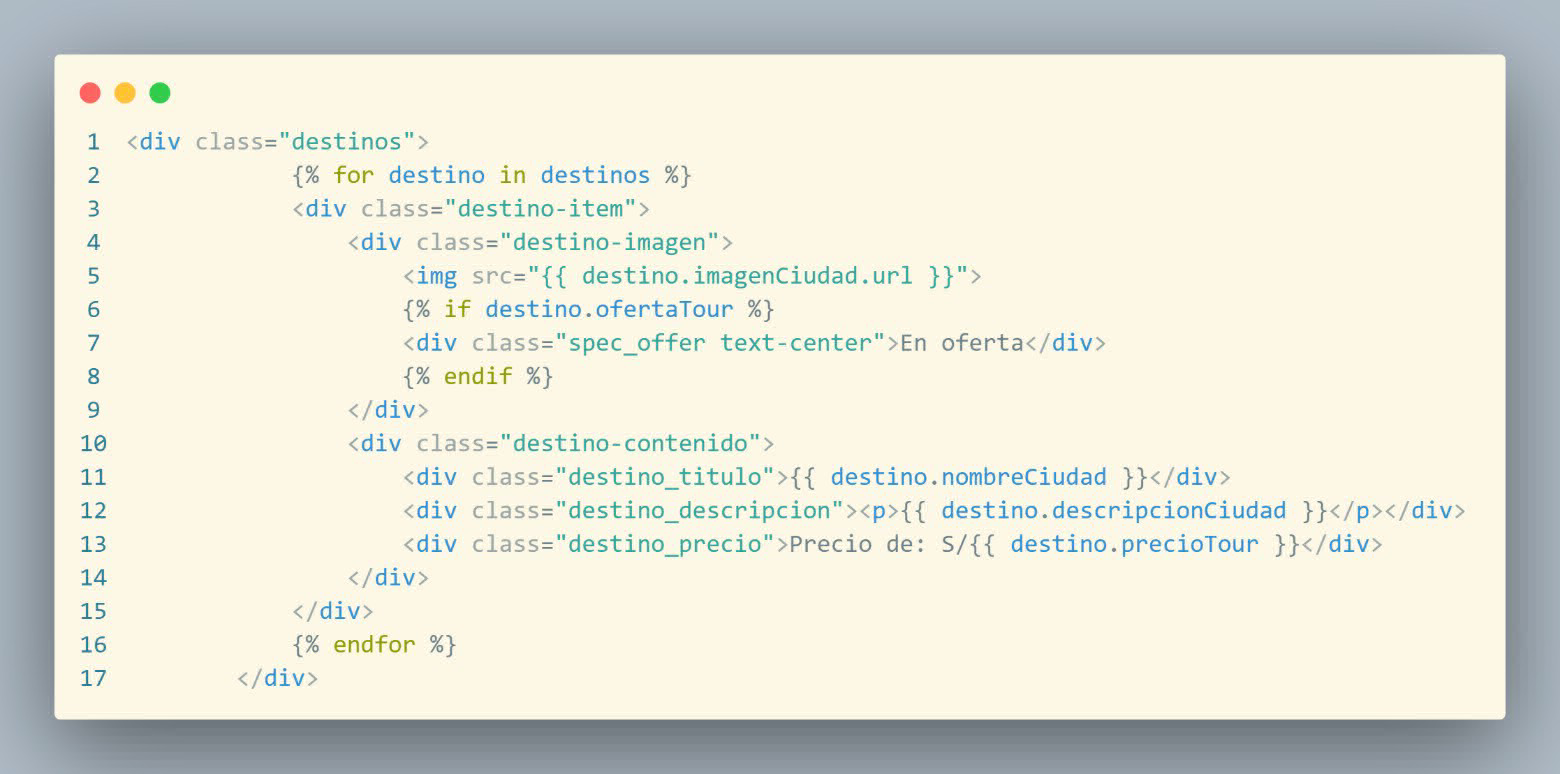 1 <div class="destinos">
2             {% for destino in destinos %}
3             <div class="destino-item">
4                 <div class="destino-imagen">
5                     <img src="{{ destino.imagenCiudad.url }}">
6                     {% if destino.ofertaTour %}
7                     <div class="spec_offer text-center">En oferta</div>
8                     {% endif %}
9                 </div>
10                 <div class="destino-contenido">
11                     <div class="destino_titulo">{{ destino.nombreCiudad }}</div>
12                     <div class="destino_descripcion"><p>{{ destino.descripcionCiudad }}</p></div>
13                     <div class="destino_precio">Precio de: S/{{ destino.precioTour }}</div>
14                 </div>
15             </div>
16             {% endfor %}
17         </div>